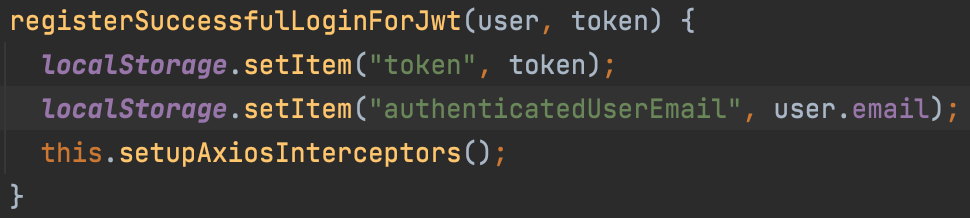 registerSuccessfulLoginForJwt(user, token) {
localStorage.setItem("token", token);
localStorage.setItem("authenticatedUserEmail", user.email);
this.setupAxiosInterceptors();
}